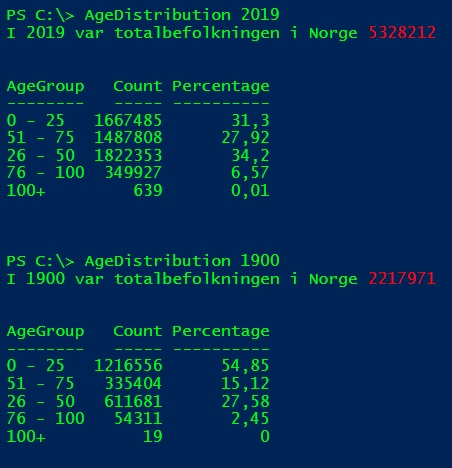 PS C:\> AgeDistribution 2019
I 2019 var totalbefolkningen i Norge 5328212
AgeGroup Count Percentage
-------- ----- ----------
0 - 25 1667485 31,3
51 - 75 1487808 27,92
26 - 50 1822353 34,2
76 - 100 349927 6,57
100+ 639 0,01
PS C:\> AgeDistribution 1900
I 1900 var totalbefolkningen i Norge 2217971
AgeGroup Count Percentage
-------- ----- ----------
0 - 25 1216556 54,85
51 - 75 335404 15,12
26 - 50 611681 27,58
76 - 100 54311 2,45
100+ 19 0